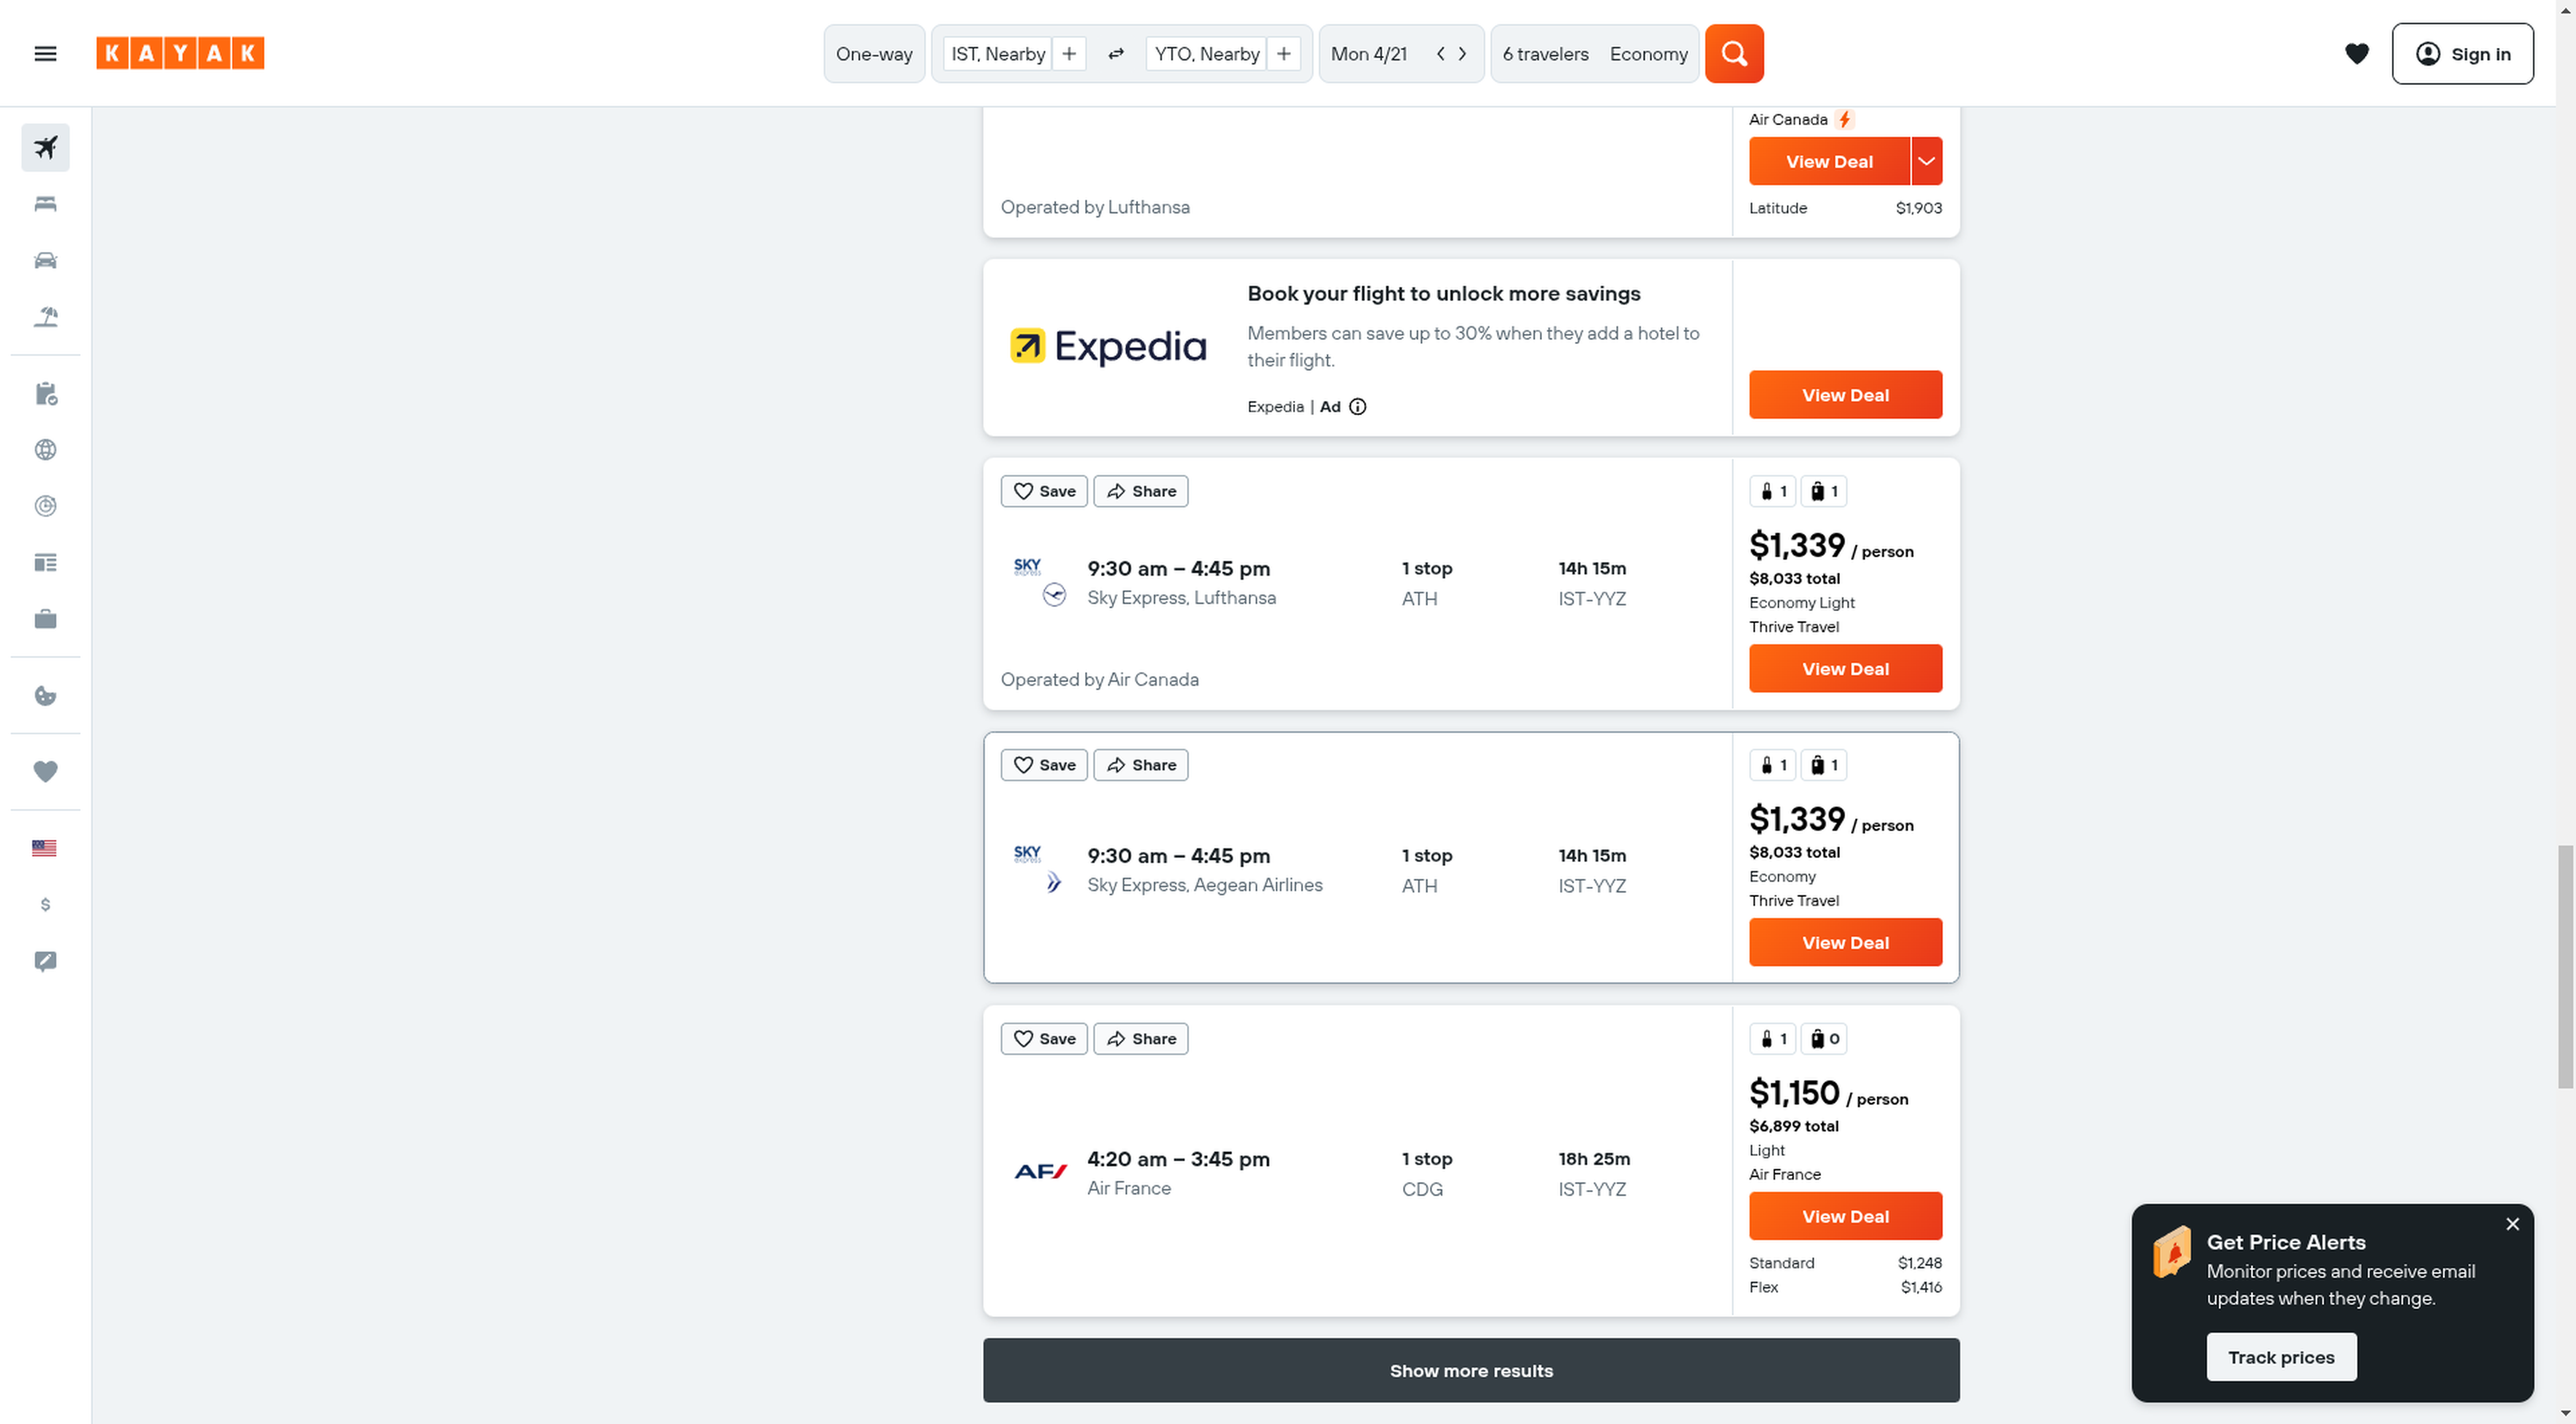 KAYAK
One-way
IST, Nearby +
YTO, Nearby +
Mon 4/21
6 travelers Economy
Sign in
Air Canada
View Deal
Operated by Lufthansa
Latitude $1,903
Expedia
Book your flight to unlock more savings
Members can save up to 30% when they add a hotel to
their flight.
Expedia | Ad
View Deal
Save Share
1 1
SKY express
9:30 am – 4:45 pm
Sky Express, Lufthansa
1 stop
ATH
14h 15m
IST-YYZ
Operated by Air Canada
$1,339 / person
$8,033 total
Economy Light
Thrive Travel
View Deal
Save Share
1 1
SKY express
9:30 am – 4:45 pm
Sky Express, Aegean Airlines
1 stop
ATH
14h 15m
IST-YYZ
$1,339 / person
$8,033 total
Economy
Thrive Travel
View Deal
Save Share
1 0
AF
4:20 am – 3:45 pm
Air France
1 stop
CDG
18h 25m
IST-YYZ
$1,150 / person
$6,899 total
Light
Air France
View Deal
Standard $1,248
Flex $1,416
Show more results
Get Price Alerts
Monitor prices and receive email
updates when they change.
Track prices
$